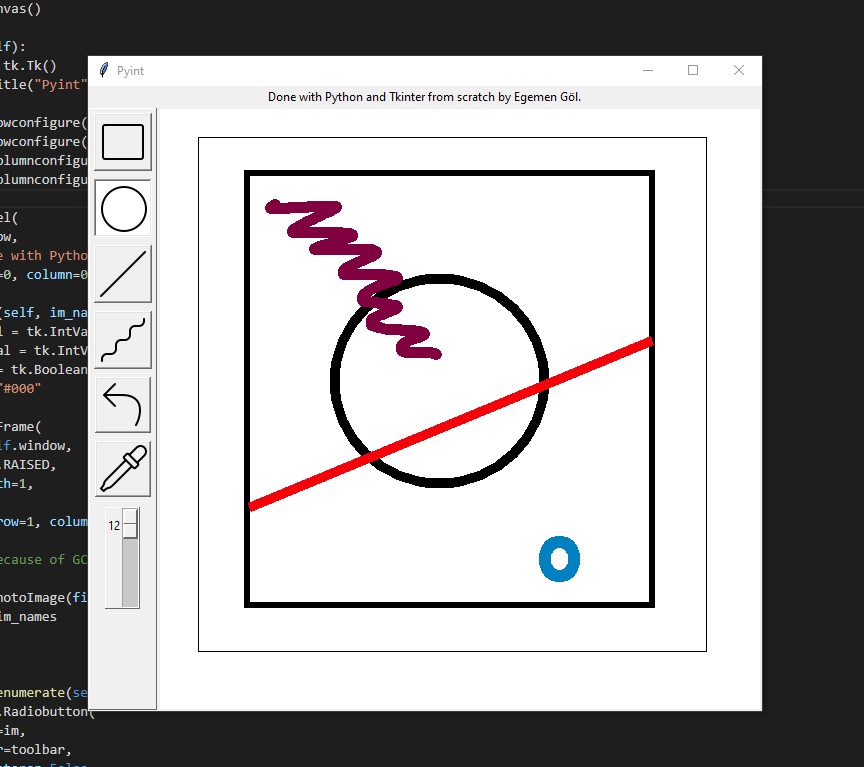 nvas()
lf):
tk.Tk()
itle("Pyint"
owconfigure(
owconfigure(
olumnconfigu
olumnconfigu
el(
ow,
e with Pytho
=0, column=0
(self, im_na
l = tk.IntVa
al = tk.IntV
= tk.Boolean
"#000"
Frame(
lf.window,
.RAISED,
th=1,
row=1, colum
ecause of GC
hotoImage(fi
im_names
enumerate(se
.Radiobutton(
=im,
r=toolbar,
Pyint
Done with Python and Tkinter from scratch by Egemen Göl.
12